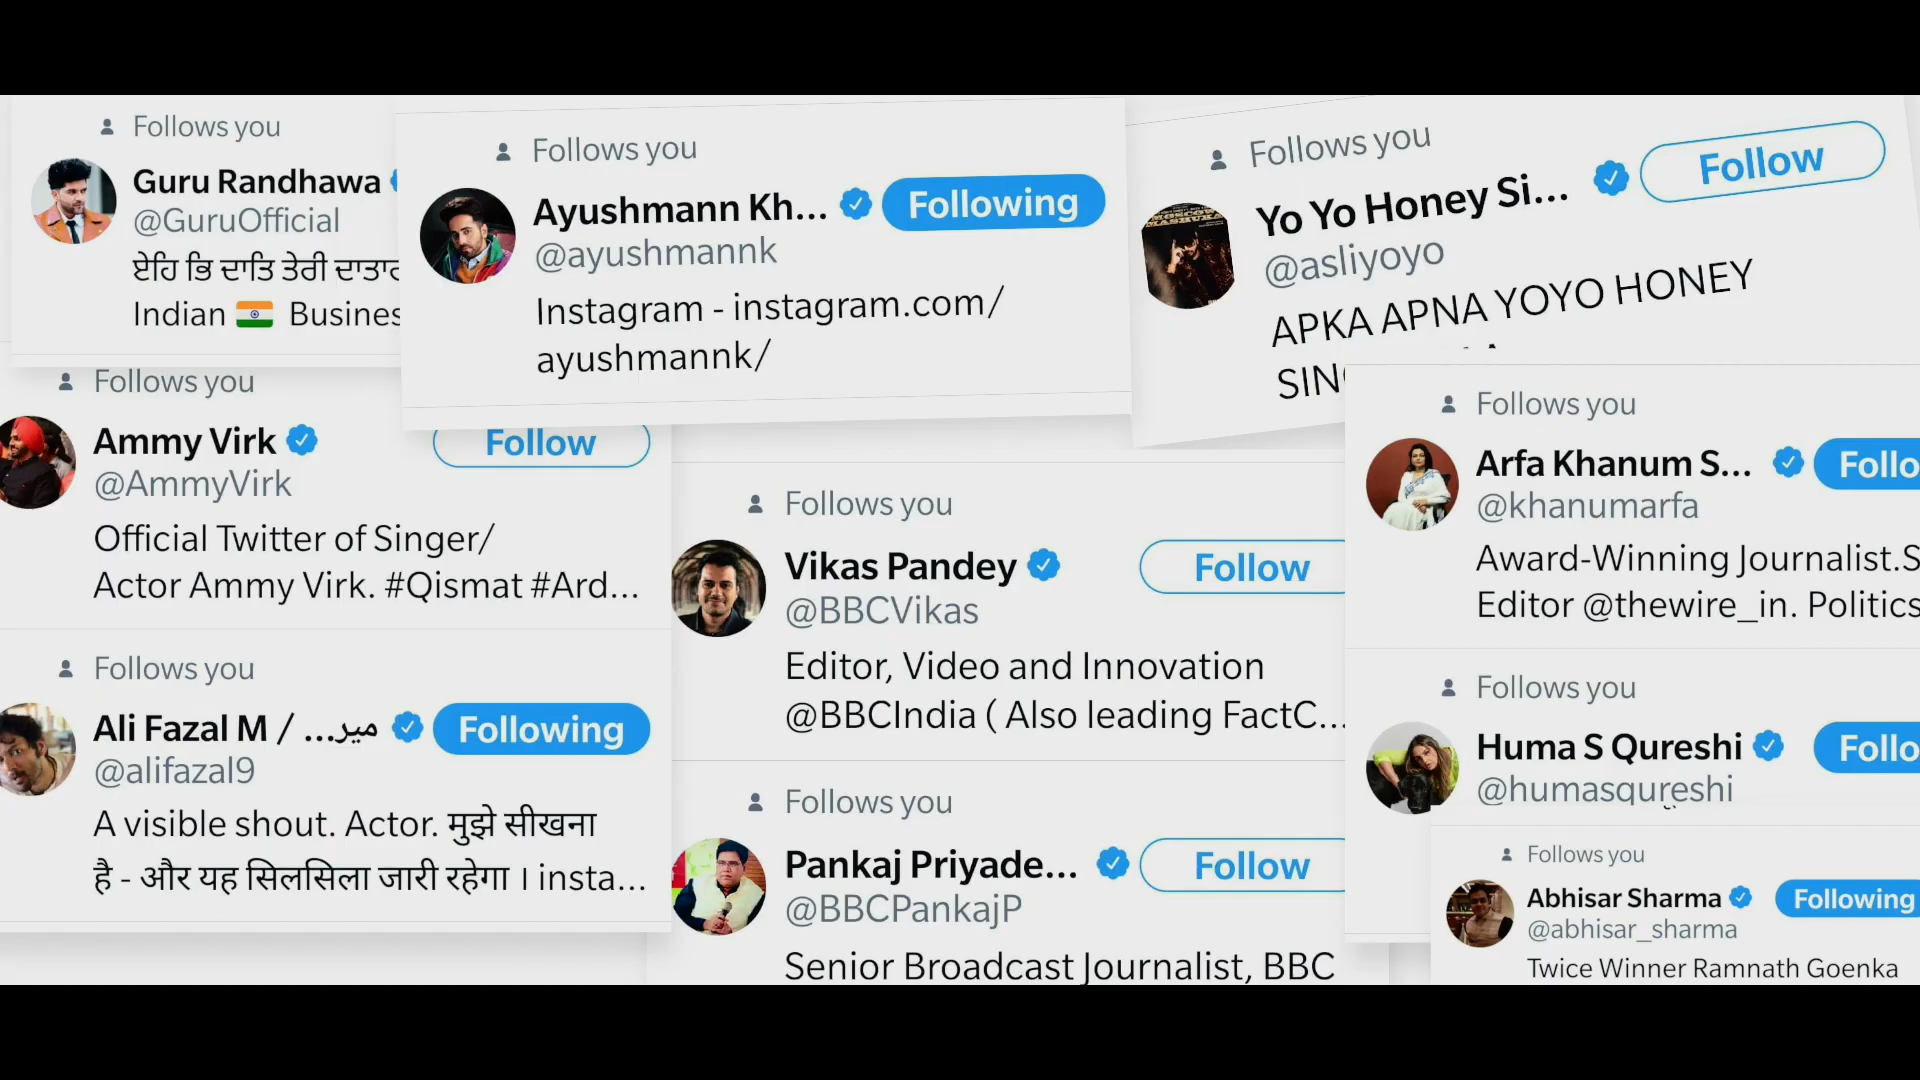 Follows you
Guru Randhawa
@GuruOfficial
ਏਹਿ ਭਿ ਦਾਤਿ ਤੇਰੀ ਦਾਤਾਰ
Indian 🇮🇳 Busines
Follows you
Ayushmann Kh...
Following
@ayushmannk
Instagram - instagram.com/
ayushmannk/
Follows you
Yo Yo Honey Si...
Follow
@asliyoyo
APKA APNA YOYO HONEY
SIN
Follows you
Ammy Virk
Follow
@AmmyVirk
Official Twitter of Singer/
Actor Ammy Virk. #Qismat #Ard...
Follows you
Ali Fazal M / ...میر
Following
@alifazal9
A visible shout. Actor. मुझे सीखना
है - और यह सिलसिला जारी रहेगा । insta...
Follows you
Vikas Pandey
Follow
@BBCVikas
Editor, Video and Innovation
@BBCIndia ( Also leading FactC...
Follows you
Pankaj Priyade...
Follow
@BBCPankajP
Senior Broadcast Journalist, BBC
Follows you
Arfa Khanum S...
Follo
@khanumarfa
Award-Winning Journalist.S
Editor @thewire_in. Politics
Follows you
Huma S Qureshi
Follo
@humasqureshi
Follows you
Abhisar Sharma
Following
@abhisar_sharma
Twice Winner Ramnath Goenka